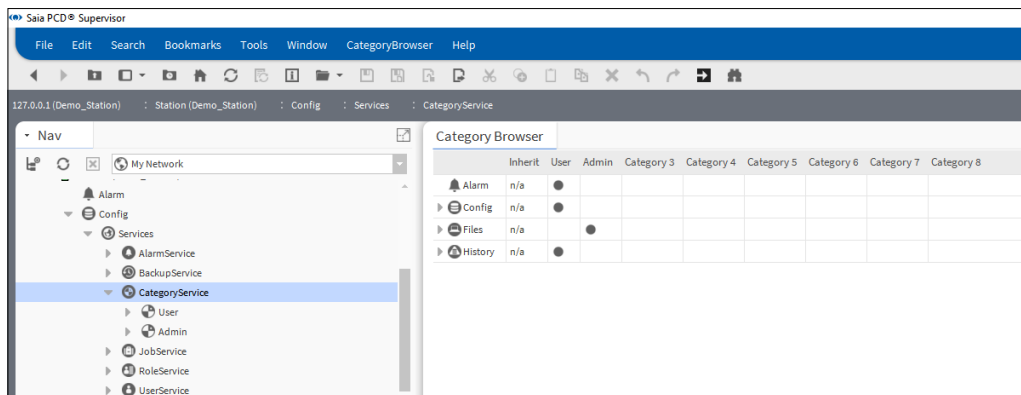 Saia PCD® Supervisor
File Edit Search Bookmarks Tools Window CategoryBrowser Help
127.0.0.1 (Demo_Station) : Station (Demo_Station) : Config : Services : CategoryService
Nav
My Network
Alarm
Config
Services
AlarmService
BackupService
CategoryService
User
Admin
JobService
RoleService
UserService
Category Browser
Inherit User Admin Category 3 Category 4 Category 5 Category 6 Category 7 Category 8
Alarm n/a
Config n/a
Files n/a
History n/a